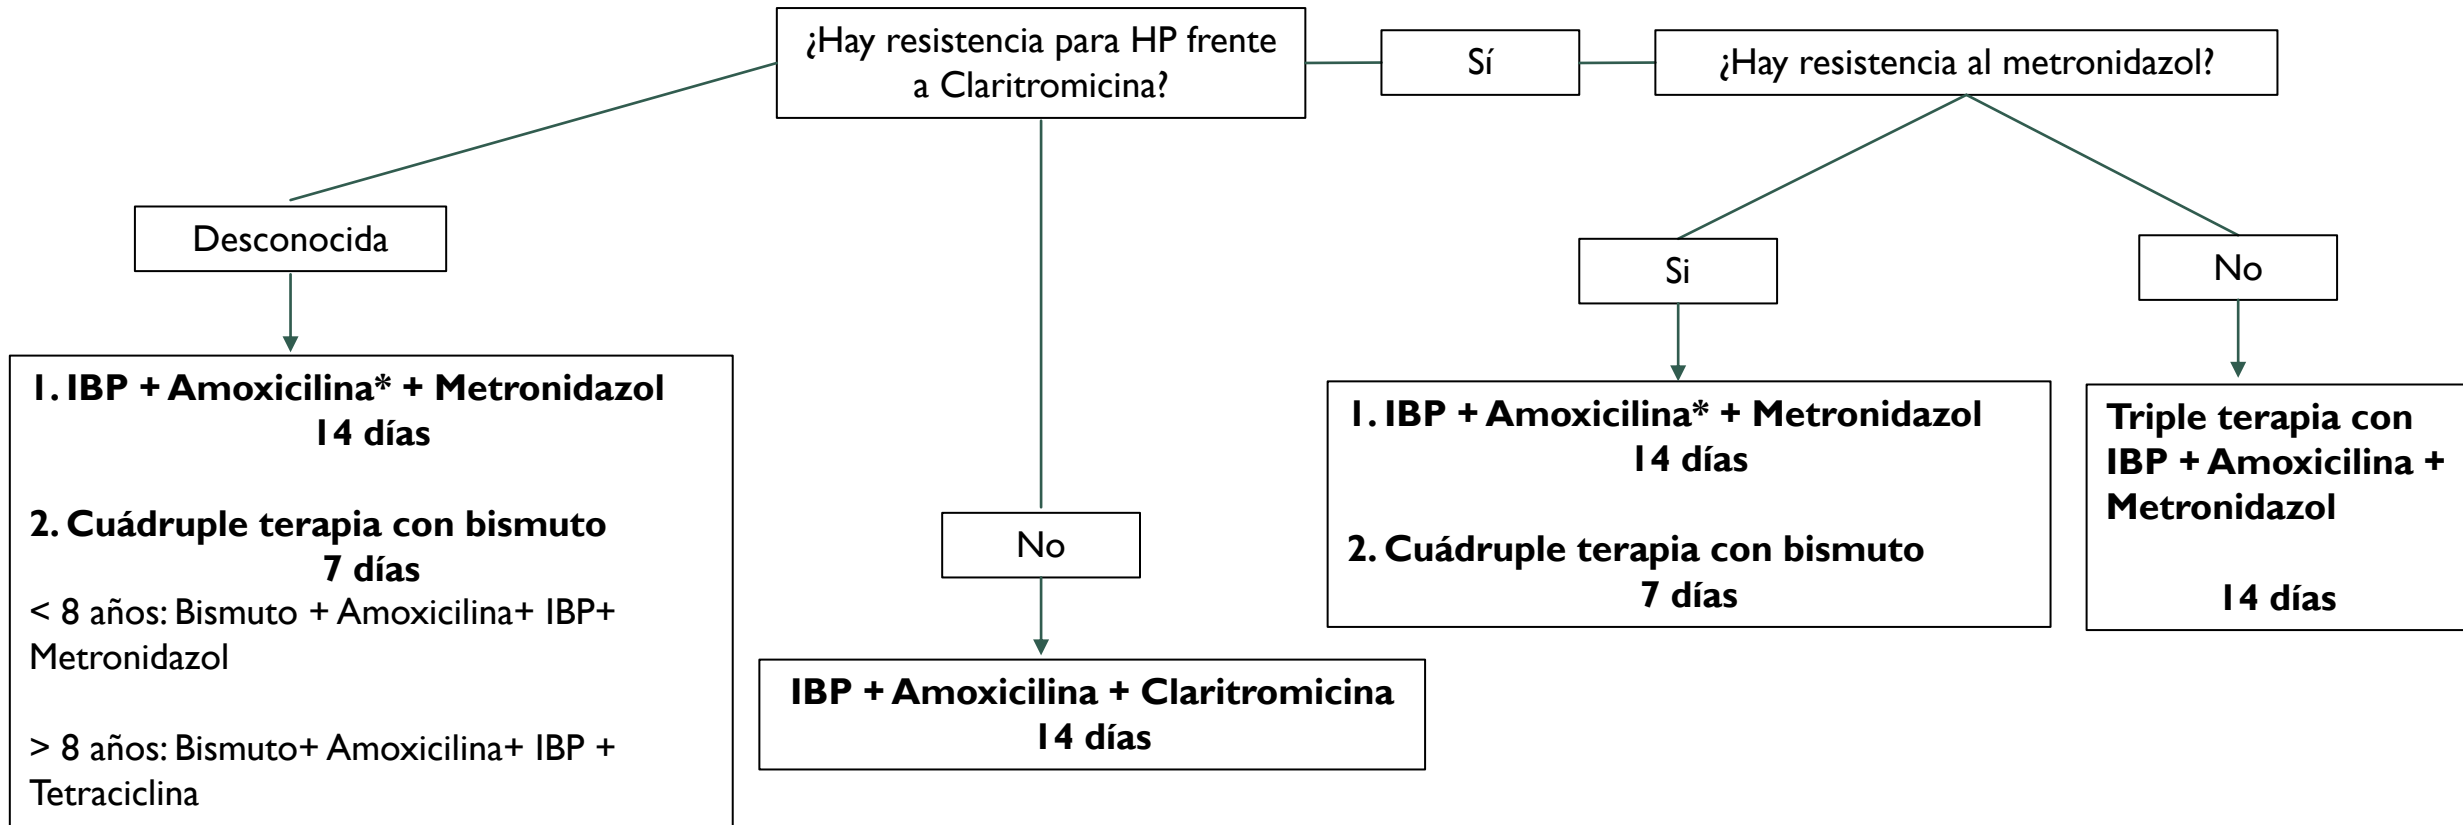 ¿Hay resistencia para HP frente
a Claritromicina?
Sí
¿Hay resistencia al metronidazol?
Desconocida
Si
No
1. IBP + Amoxicilina* + Metronidazol
14 días
2. Cuádruple terapia con bismuto
7 días
< 8 años: Bismuto + Amoxicilina+ IBP+
Metronidazol
> 8 años: Bismuto+ Amoxicilina+ IBP +
Tetraciclina
No
IBP + Amoxicilina + Claritromicina
14 días
1. IBP + Amoxicilina* + Metronidazol
14 días
2. Cuádruple terapia con bismuto
7 días
Triple terapia con
IBP + Amoxicilina +
Metronidazol
14 días